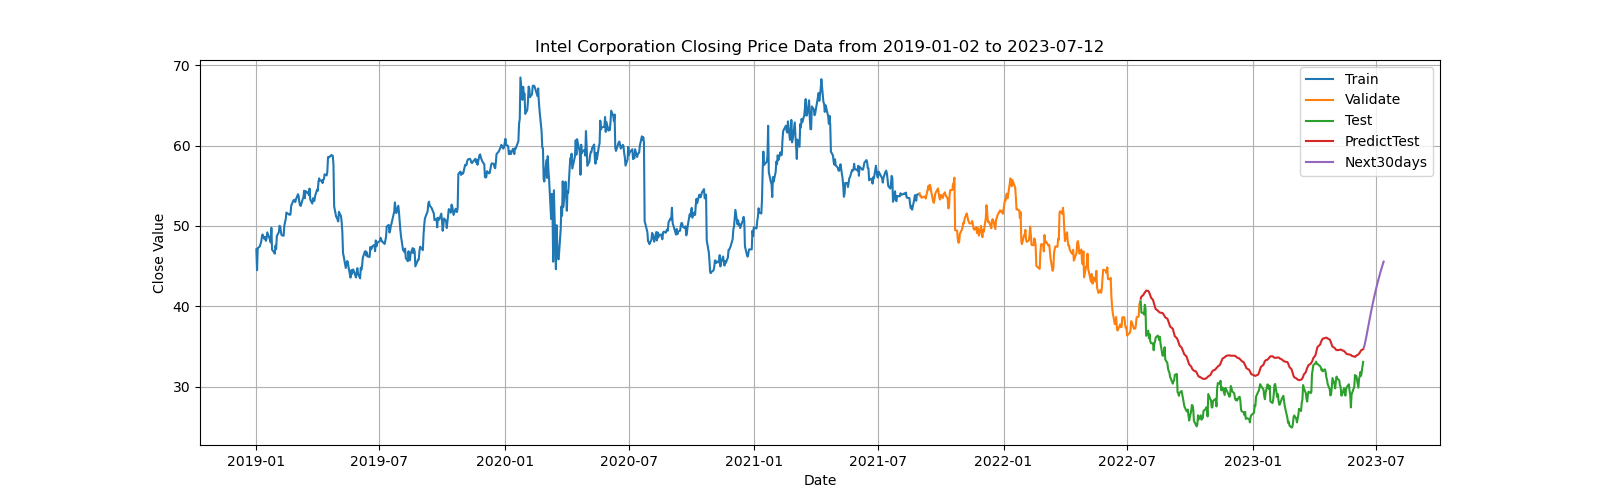 Intel Corporation Closing Price Data from 2019-01-02 to 2023-07-12
70
60
50
40
30
Close Value
Train
Validate
Test
PredictTest
Next30days
2019-01 2019-07 2020-01 2020-07 2021-01 2021-07 2022-01 2022-07 2023-01 2023-07
Date